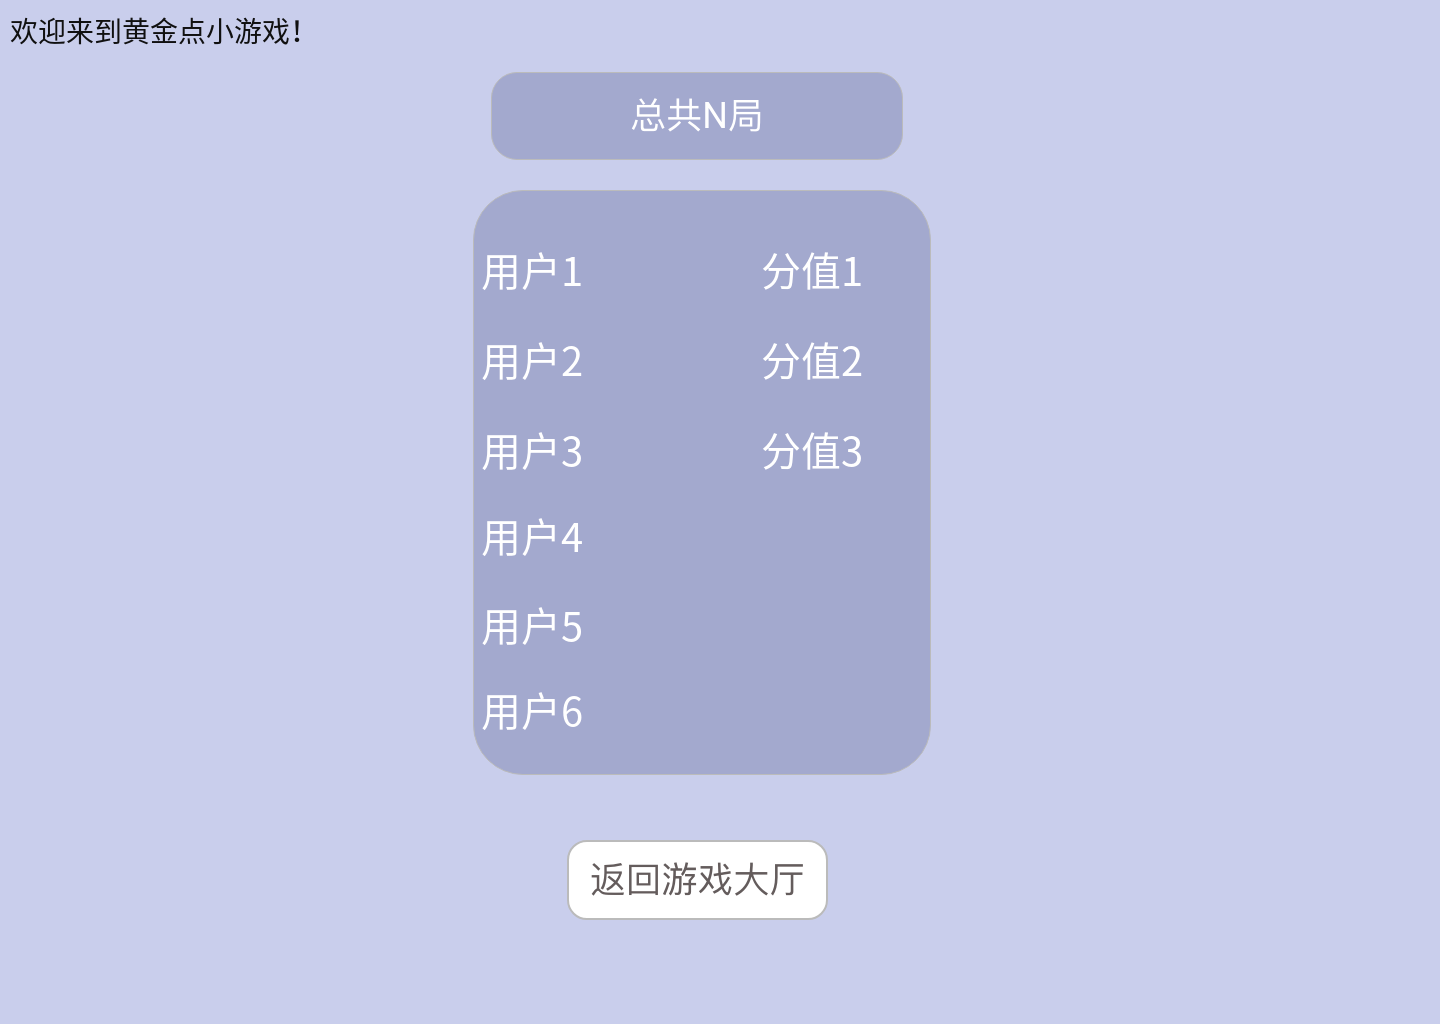 欢迎来到黄金点小游戏！
总共N局
用户1 分值1
用户2 分值2
用户3 分值3
用户4
用户5
用户6
返回游戏大厅